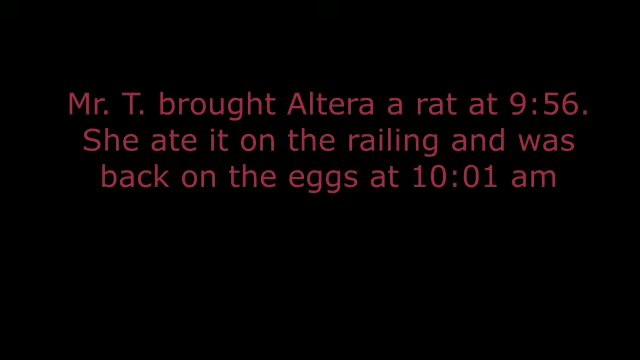 Mr. T. brought Altera a rat at 9:56.
She ate it on the railing and was
back on the eggs at 10:01 am